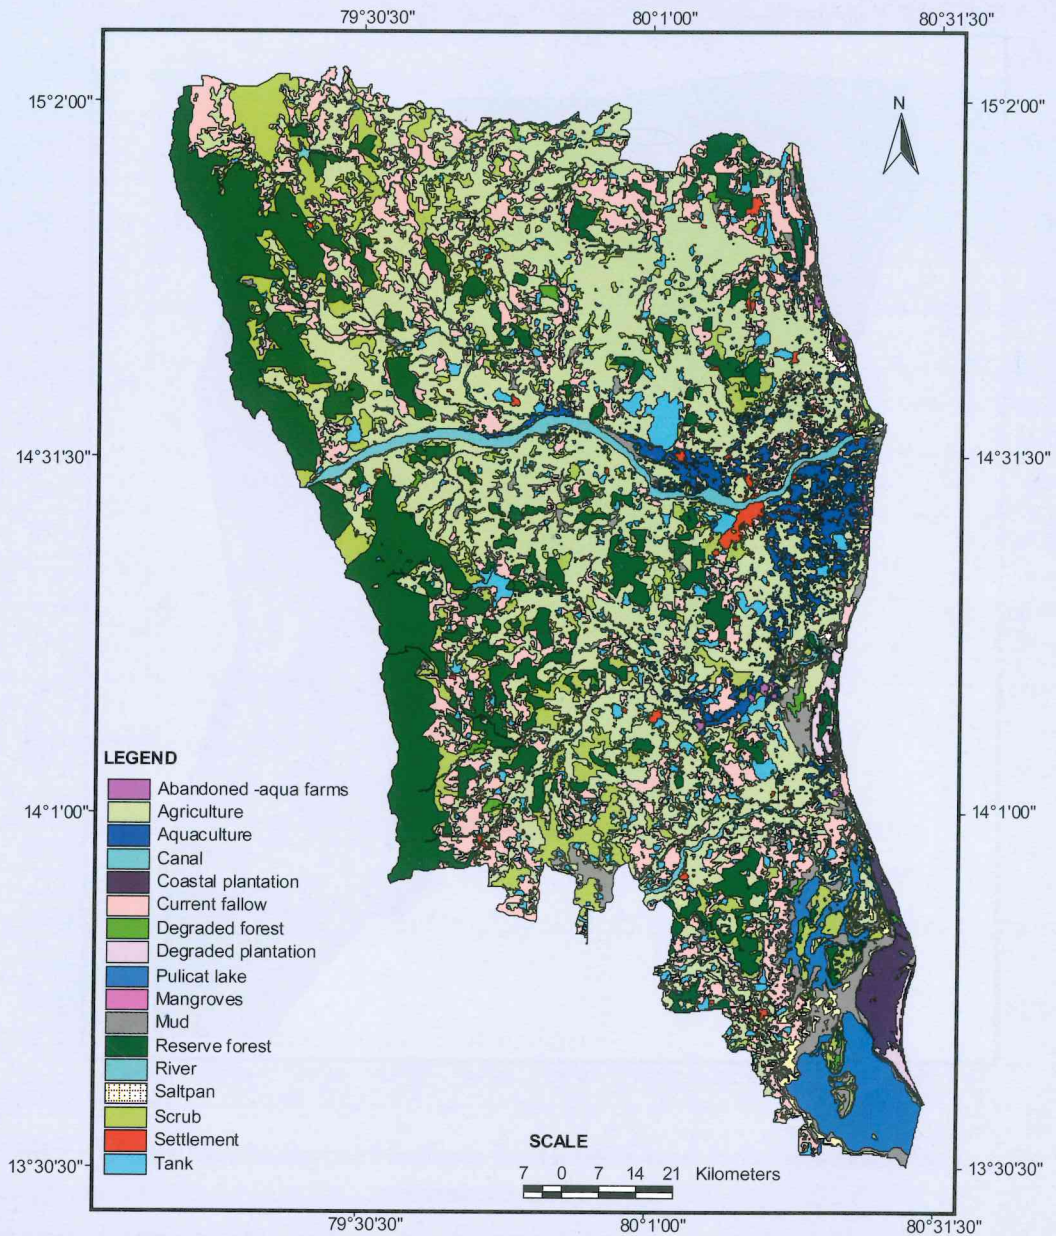 79°30'30" 80°1'00" 80°31'30"
15°2'00" 15°2'00"
N
14°31'30" 14°31'30"
LEGEND
Abandoned -aqua farms
Agriculture
Aquaculture
Canal
Coastal plantation
Current fallow
Degraded forest
Degraded plantation
Pulicat lake
Mangroves
Mud
Reserve forest
River
Saltpan
Scrub
Settlement
Tank
14°1'00" 14°1'00"
SCALE
7 0 7 14 21 Kilometers
13°30'30" 13°30'30"
79°30'30" 80°1'00" 80°31'30"